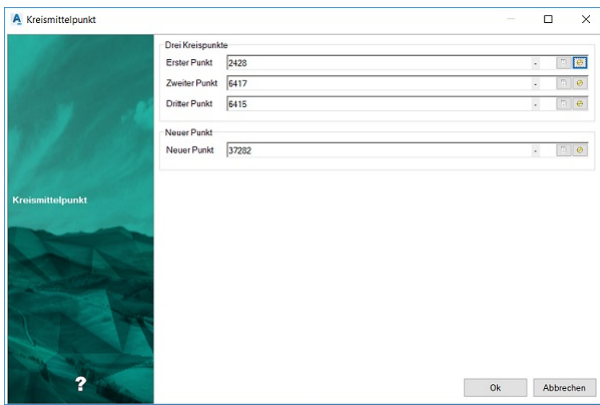 Kreismittelpunkt
Drei Kreispunkte
Erster Punkt 2428
Zweiter Punkt 6417
Dritter Punkt 6415
Neuer Punkt
Neuer Punkt 37282
Kreismittelpunkt
?
Ok Abbrechen